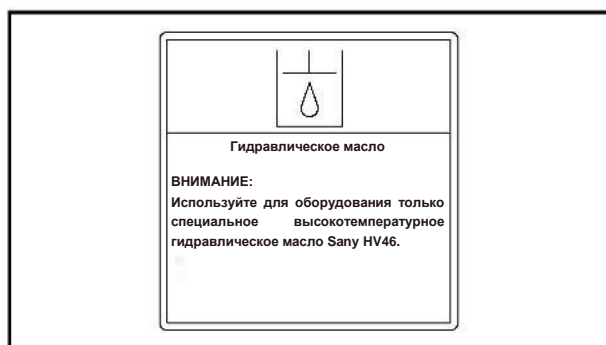 Гидравлическое масло
ВНИМАНИЕ:
Используйте для оборудования только
специальное высокотемпературное
гидравлическое масло Sany HV46.